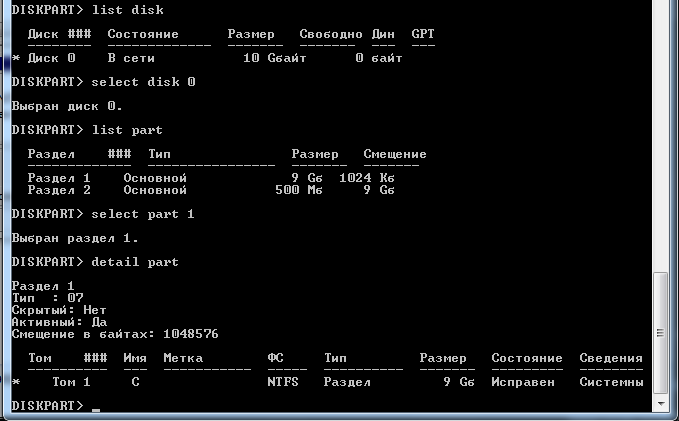 DISKPART> list disk
Диск ### Состояние Размер Свободно Дин GPT
* Диск 0 В сети 10 Gбайт 0 байт
DISKPART> select disk 0
Выбран диск 0.
DISKPART> list part
Раздел ### Тип Размер Смещение
Раздел 1 Основной 9 Gб 1024 Kб
Раздел 2 Основной 500 Mб 9 Gб
DISKPART> select part 1
Выбран раздел 1.
DISKPART> detail part
Раздел 1
Тип : 07
Скрытый: Нет
Активный: Да
Смещение в байтах: 1048576
Том ### Имя Метка ФС Тип Размер Состояние Сведения
* Том 1 C NTFS Раздел 9 Gб Исправен Системны
DISKPART> _